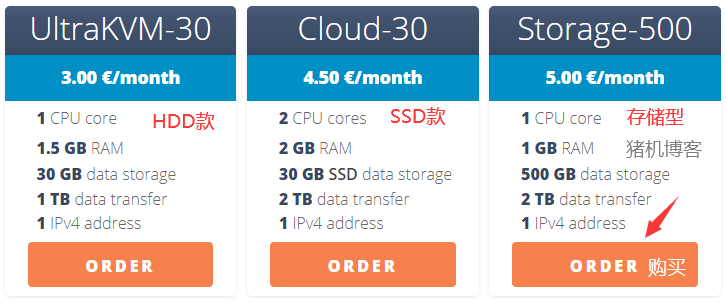 UltraKVM-30
3.00 €/month
1 CPU core
HDD款
1.5 GB RAM
30 GB data storage
1 TB data transfer
1 IPv4 address
ORDER
Cloud-30
4.50 €/month
2 CPU cores
SSD款
2 GB RAM
30 GB SSD data storage
2 TB data transfer
1 IPv4 address
ORDER
Storage-500
5.00 €/month
1 CPU core
存储型
1 GB RAM
猪机博客
500 GB data storage
2 TB data transfer
1 IPv4 address
ORDER 购买